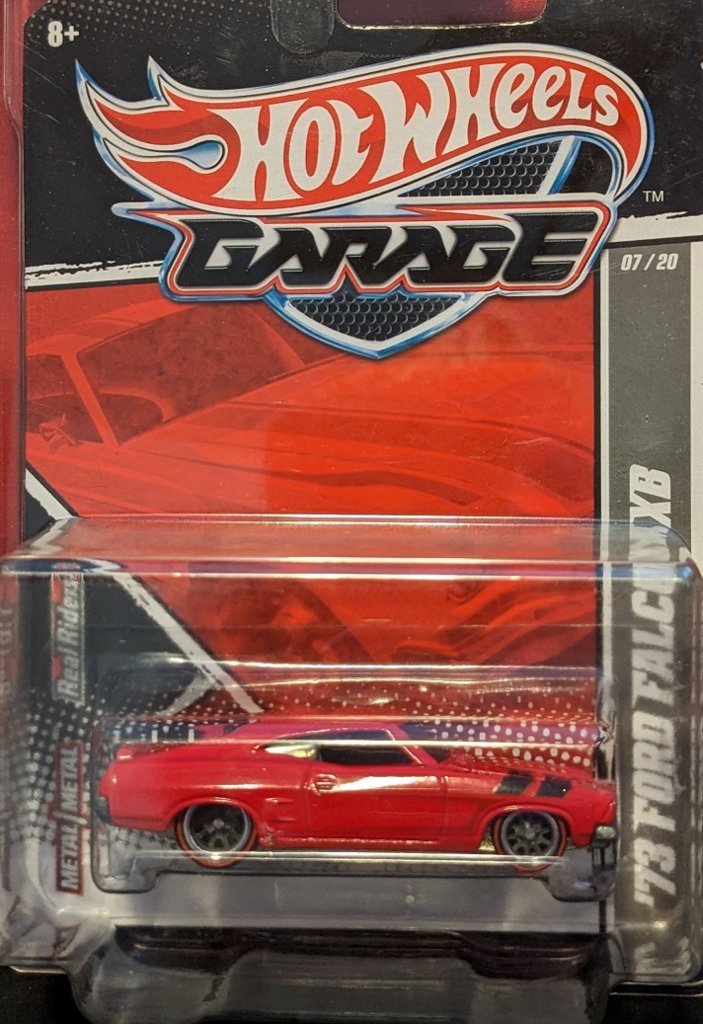 8+
HOT WHEELS
TM
GARAGE
07/20
'73 FORD FALCON XB
Real Riders
METAL/METAL